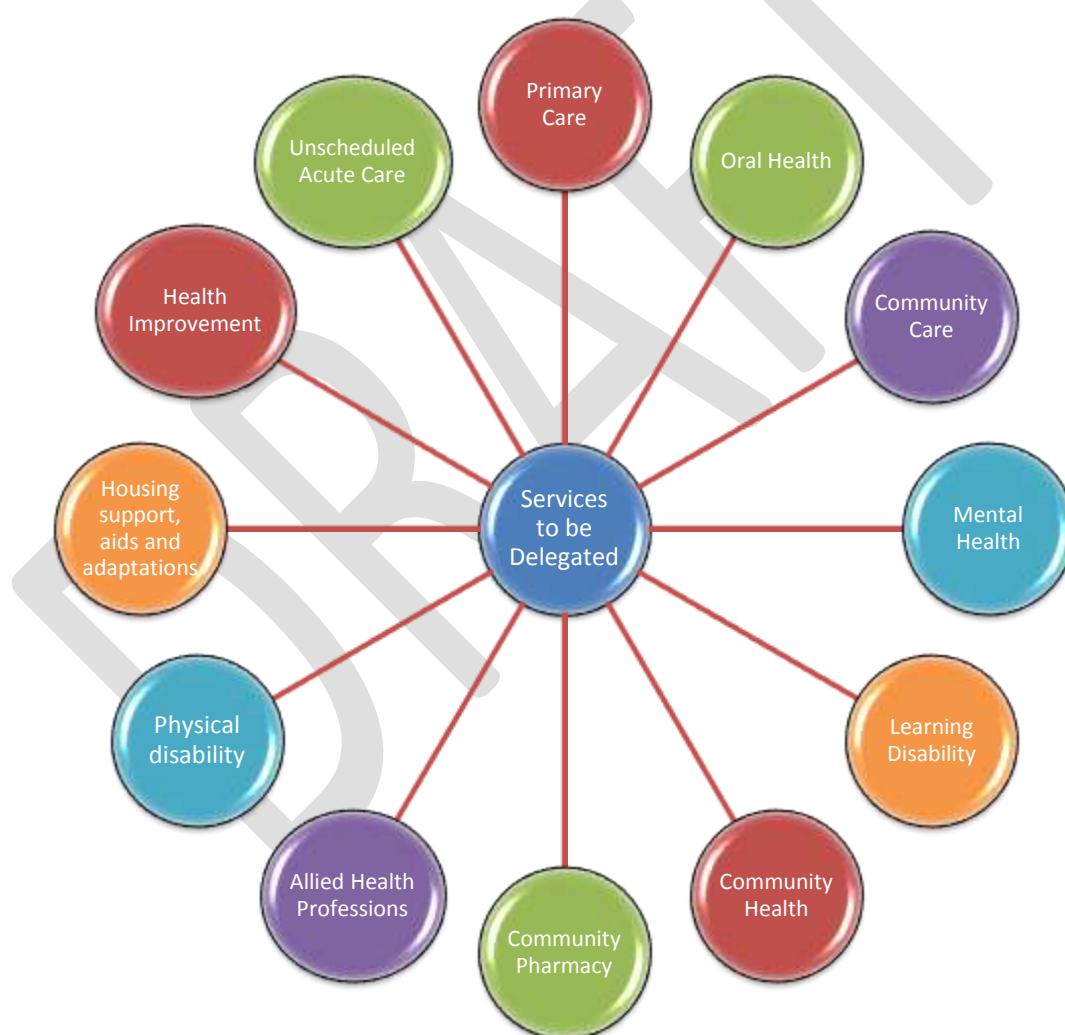 Primary
Care
Oral Health
Community
Care
Mental
Health
Learning
Disability
Community
Health
Community
Pharmacy
Allied Health
Professions
Physical
disability
Housing
support,
aids and
adaptations
Health
Improvement
Unscheduled
Acute Care
Services
to be
Delegated
DRAFT